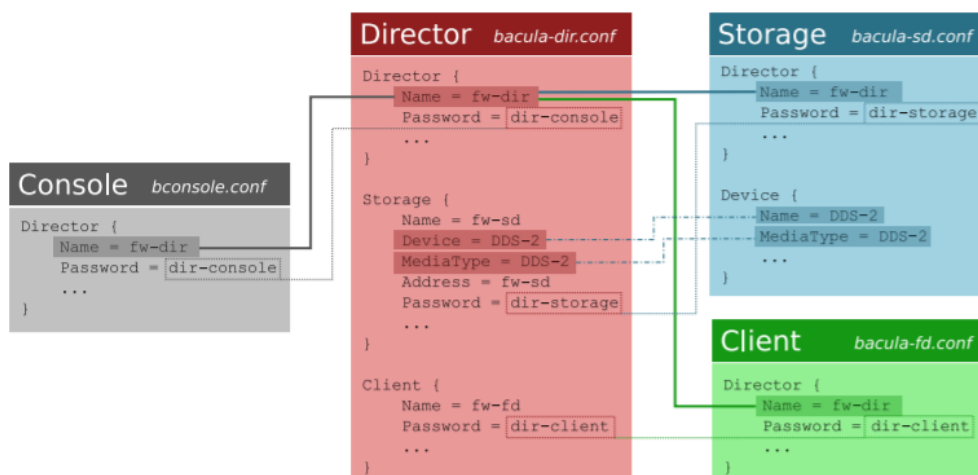 Console bconsole.conf
Director {
Name = fw-dir
Password = dir-console
...
}
Director bacula-dir.conf
Director {
Name = fw-dir
Password = dir-console
...
}
Storage {
Name = fw-sd
Device = DDS-2
MediaType = DDS-2
Address = fw-sd
Password = dir-storage
...
}
Client {
Name = fw-fd
Password = dir-client
...
}
Storage bacula-sd.conf
Director {
Name = fw-dir
Password = dir-storage
...
}
Device {
Name = DDS-2
MediaType = DDS-2
...
}
Client bacula-fd.conf
Director {
Name = fw-dir
Password = dir-client
...
}